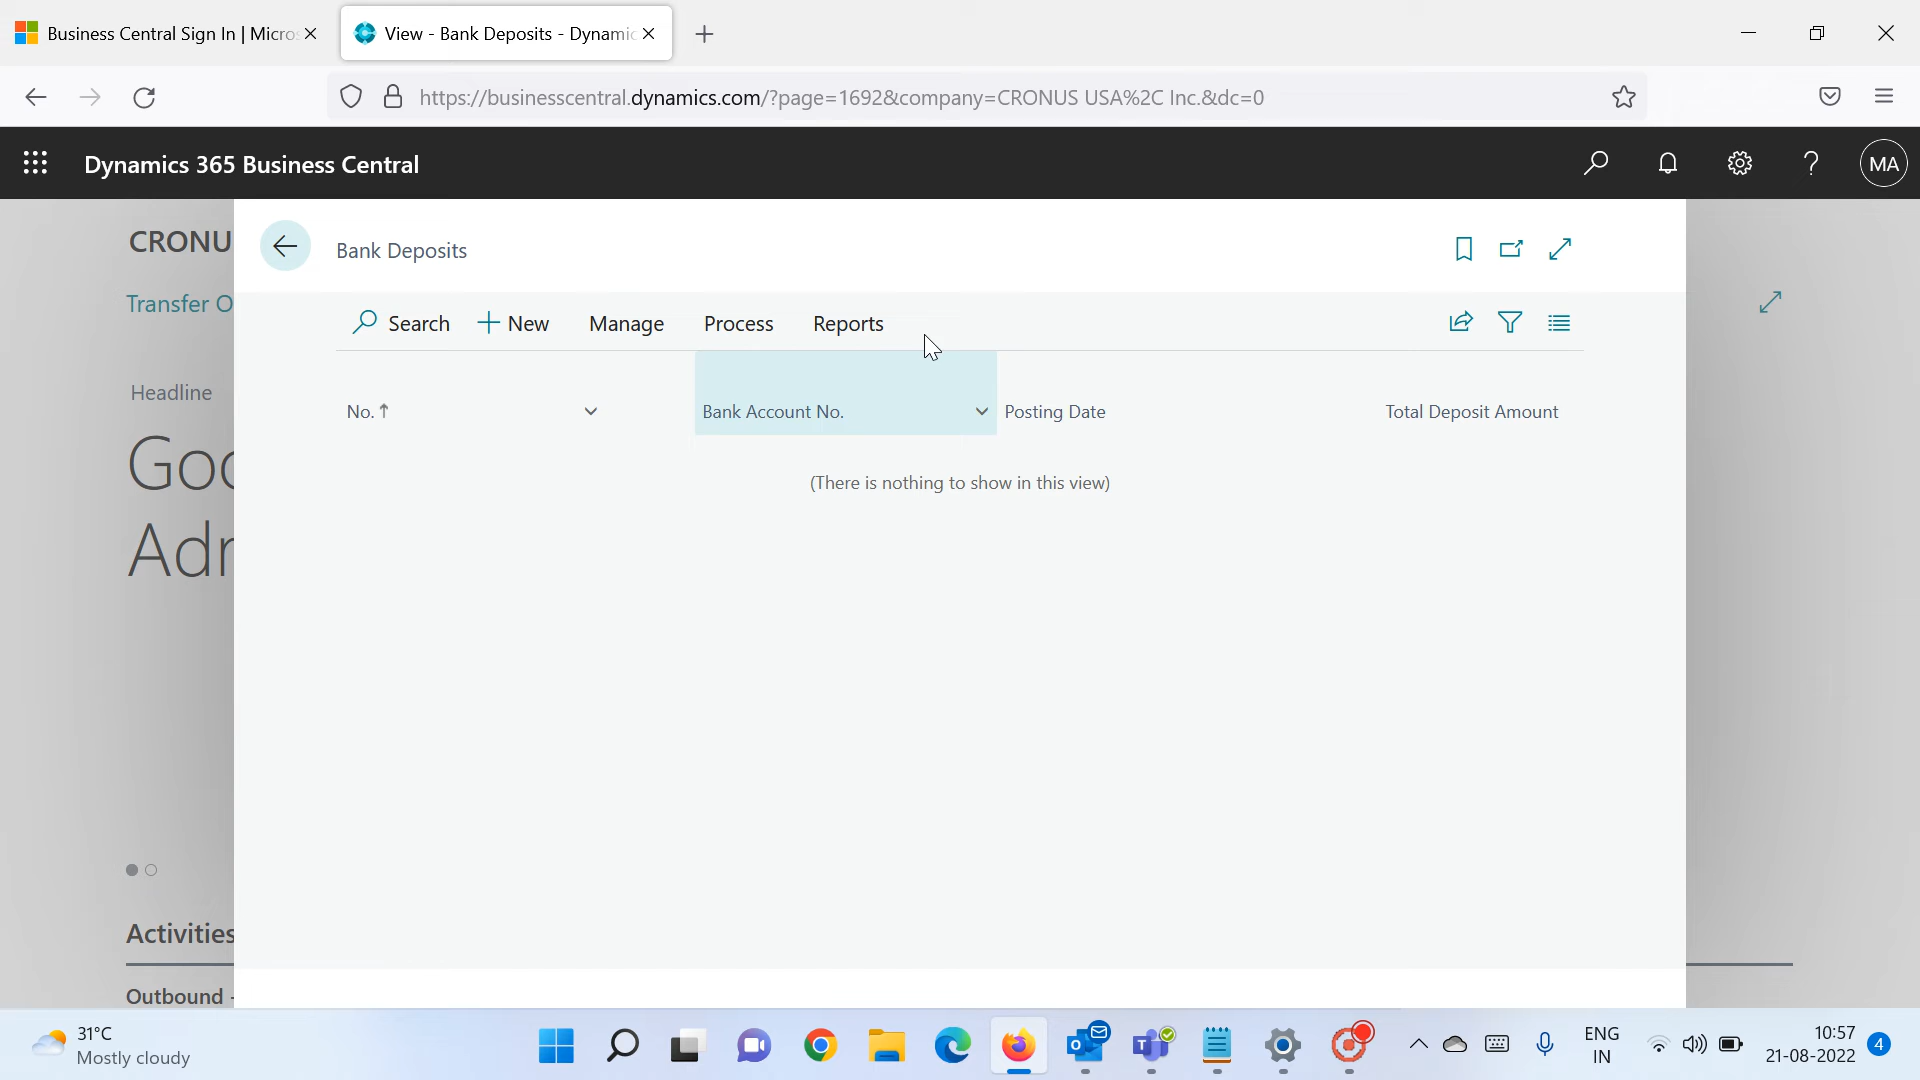 Business Central Sign In | Micros
View - Bank Deposits - Dynamic
https://businesscentral.dynamics.com/?page=1692&company=CRONUS USA%2C Inc.&dc=0
Dynamics 365 Business Central
MA
CRONU
Bank Deposits
Transfer O
Search
New
Manage
Process
Reports
Headline
No.↑
Bank Account No.
Posting Date
Total Deposit Amount
Goo
(There is nothing to show in this view)
Adr
Activities
Outbound -
31°C
Mostly cloudy
ENG
IN
10:57
21-08-2022
4